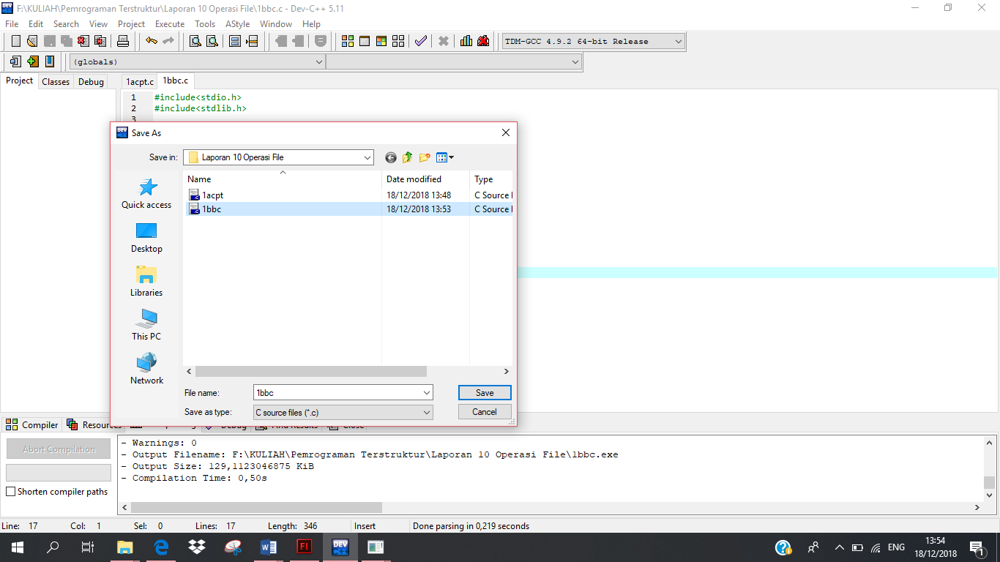 F:\KULIAH\Pemrograman Terstruktur\Laporan 10 Operasi File\1bbc.c - Dev-C++ 5.11
File Edit Search View Project Execute Tools AStyle Window Help
TDM-GCC 4.9.2 64-bit Release
(globals)
Project Classes Debug 1acpt.c 1bbc.c
1 #include<stdio.h>
2 #include<stdlib.h>
3
Save As
Save in: Laporan 10 Operasi File
Name Date modified Type
1acpt 18/12/2018 13:48 C Source
1bbc 18/12/2018 13:53 C Source
Quick access
Desktop
Libraries
This PC
Network
File name: 1bbc Save
Save as type: C source files (*.c) Cancel
Compiler Resources Debug Find Results Close
Abort Compilation
Shorten compiler paths
- Warnings: 0
- Output Filename: F:\KULIAH\Pemrograman Terstruktur\Laporan 10 Operasi File\1bbc.exe
- Output Size: 129,1123046875 KiB
- Compilation Time: 0,50s
Line: 17 Col: 1 Sel: 0 Lines: 17 Length: 346 Insert Done parsing in 0,219 seconds
ENG 13:54
18/12/2018 1